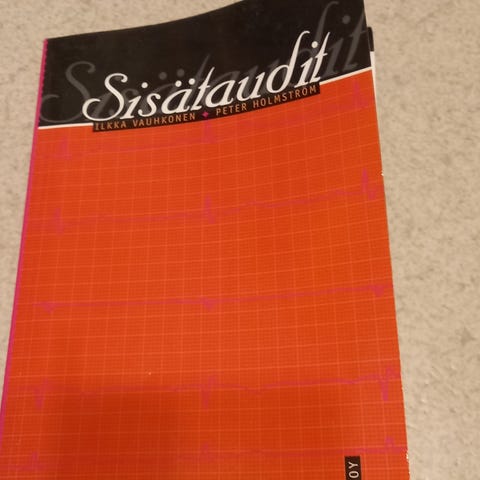 Sisätaudit
ILKKA VAUHKONEN ✦ PETER HOLMSTRÖM
OY